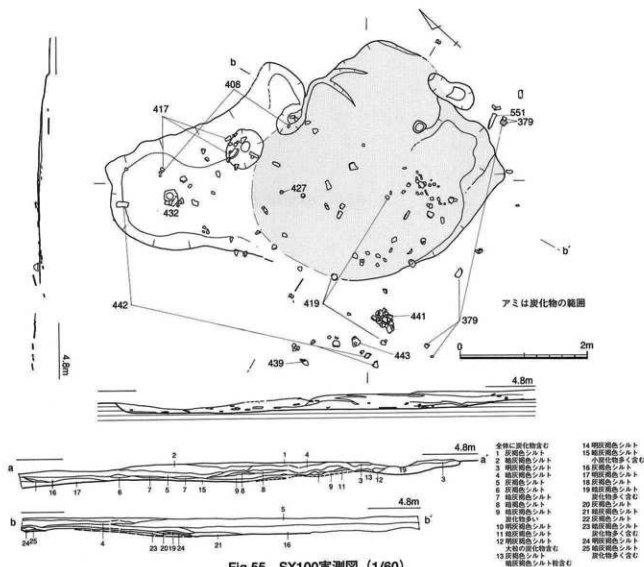 b
408
417
551
379
427
432
b'
442
419
441
アミは炭化物の範囲
379
443
439
0 2m
4.8m
4.8m
4.8m
a 2 1 4 a'
16 17 6 7 5 7 15 9 8 8 9 11 3 13 12 19 3
4.8m
b 5 b'
24 25 4 23 20 19 24 21 16
全体に炭化物含む
1 灰褐色シルト
2 暗灰褐色シルト
3 明灰褐色シルト
4 暗灰褐色シルト
5 灰褐色シルト
6 灰褐色シルト
7 暗灰褐色シルト
8 暗灰褐色シルト
9 暗灰褐色シルト
炭化物多い
10 明灰褐色シルト
11 暗灰褐色シルト
12 明灰褐色シルト
大粒の炭化物含む
13 灰褐色シルト
暗灰褐色シルト粒含む
14 明灰褐色シルト
15 暗灰褐色シルト
小炭化物多く含む
16 灰褐色シルト
17 明灰褐色シルト
18 灰褐色シルト
19 暗灰褐色シルト
炭化物多く含む
20 灰褐色シルト
21 暗灰褐色シルト
22 灰褐色シルト
23 暗灰褐色シルト
炭化物多く含む
24 明灰褐色シルト
25 暗灰褐色シルト
炭化物多く含む
Fig.55 SX100実測図（1/60）